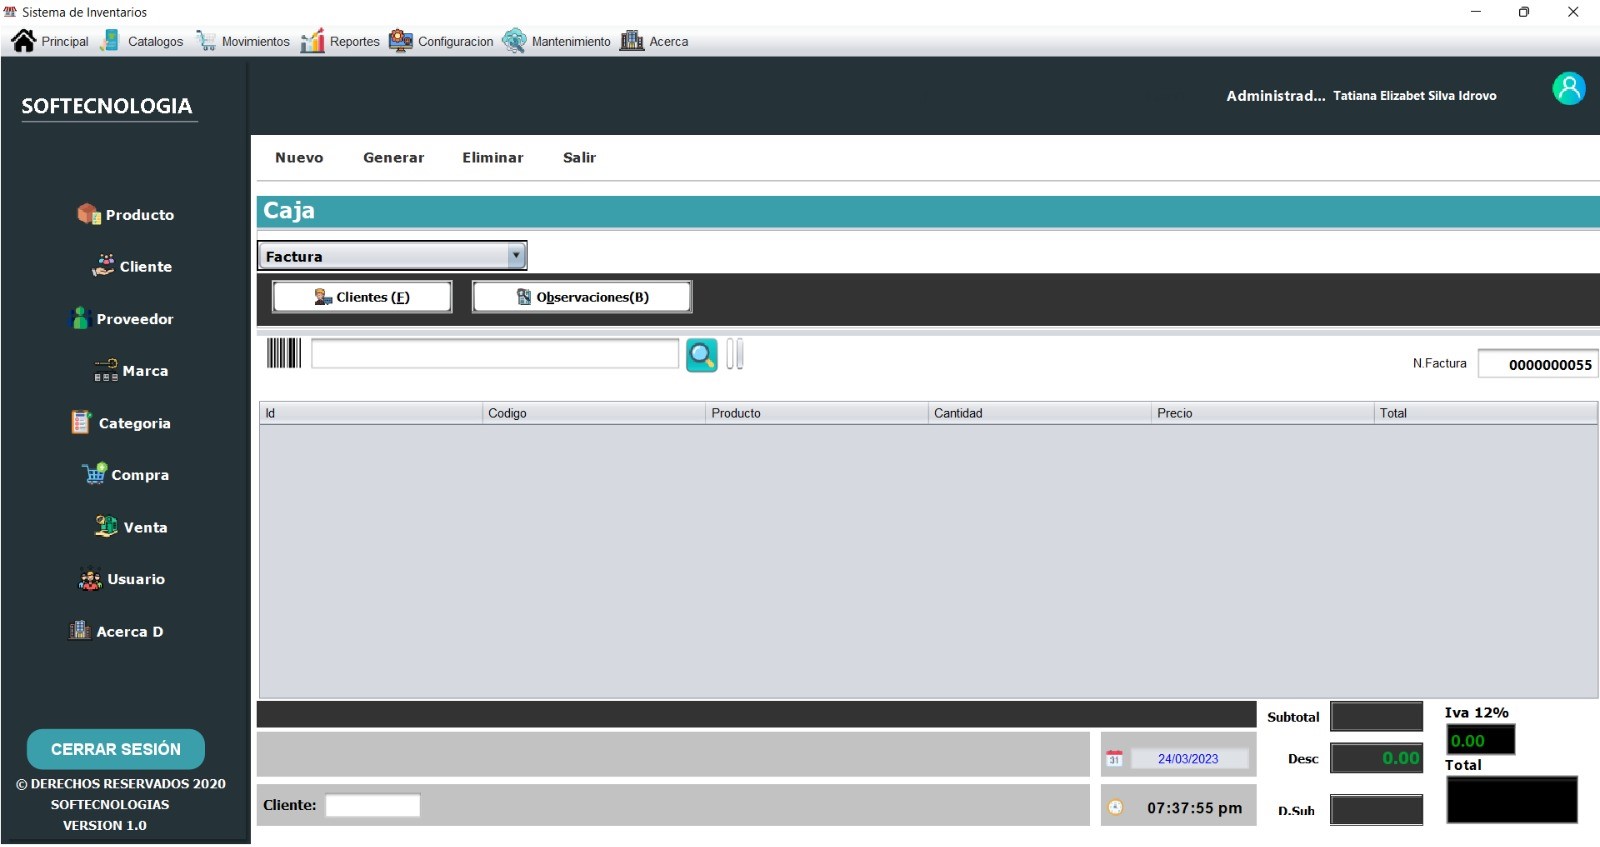 Sistema de Inventarios
Principal Catalogos Movimientos Reportes Configuracion Mantenimiento Acerca
SOFTECNOLOGIA
Administrad... Tatiana Elizabet Silva Idrovo
Nuevo Generar Eliminar Salir
Caja
Factura
Clientes (F) Observaciones(B)
N.Factura 0000000055
Id Codigo Producto Cantidad Precio Total
Producto
Cliente
Proveedor
Marca
Categoria
Compra
Venta
Usuario
Acerca D
CERRAR SESIÓN
© DERECHOS RESERVADOS 2020
SOFTECNOLOGIAS
VERSION 1.0
Subtotal
Iva 12%
0.00
31 24/03/2023
Desc 0.00
Total
Cliente:
07:37:55 pm
D.Sub